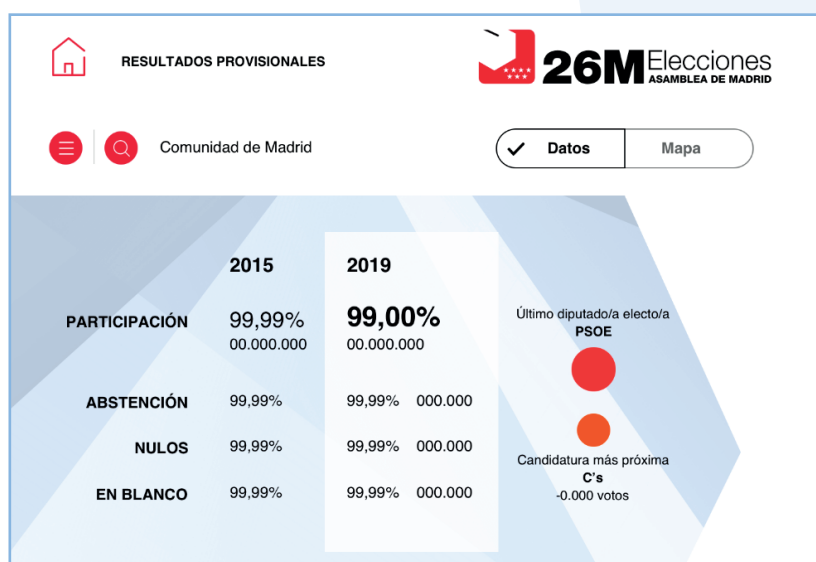 RESULTADOS PROVISIONALES
26M Elecciones
ASAMBLEA DE MADRID
Comunidad de Madrid
Datos
Mapa
2015 2019
PARTICIPACIÓN 99,99% 99,00%
00.000.000 00.000.000
ABSTENCIÓN 99,99% 99,99% 000.000
NULOS 99,99% 99,99% 000.000
EN BLANCO 99,99% 99,99% 000.000
Último diputado/a electo/a
PSOE
Candidatura más próxima
C's
-0.000 votos